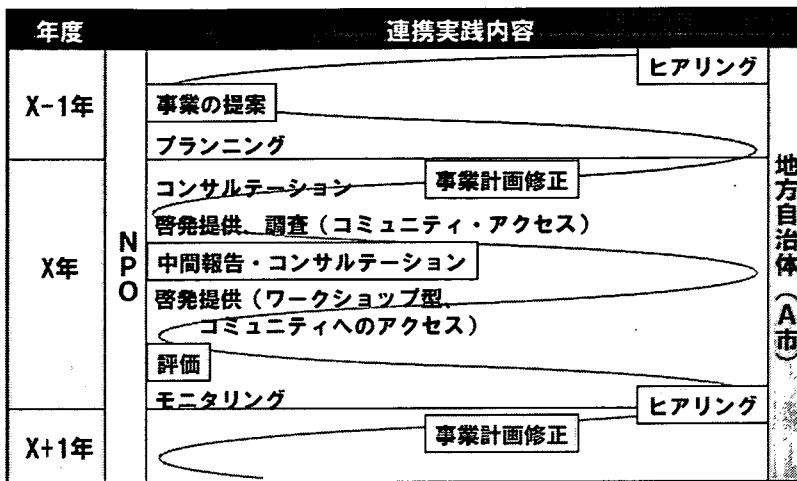 年度
連携実践内容
X−1年
ヒアリング
事業の提案
プランニング
X年
コンサルテーション
事業計画修正
啓発提供、調査（コミュニティ・アクセス）
中間報告・コンサルテーション
啓発提供（ワークショップ型、
コミュニティへのアクセス）
評価
モニタリング
ヒアリング
X+1年
事業計画修正
NPO
地方自治体（A市）